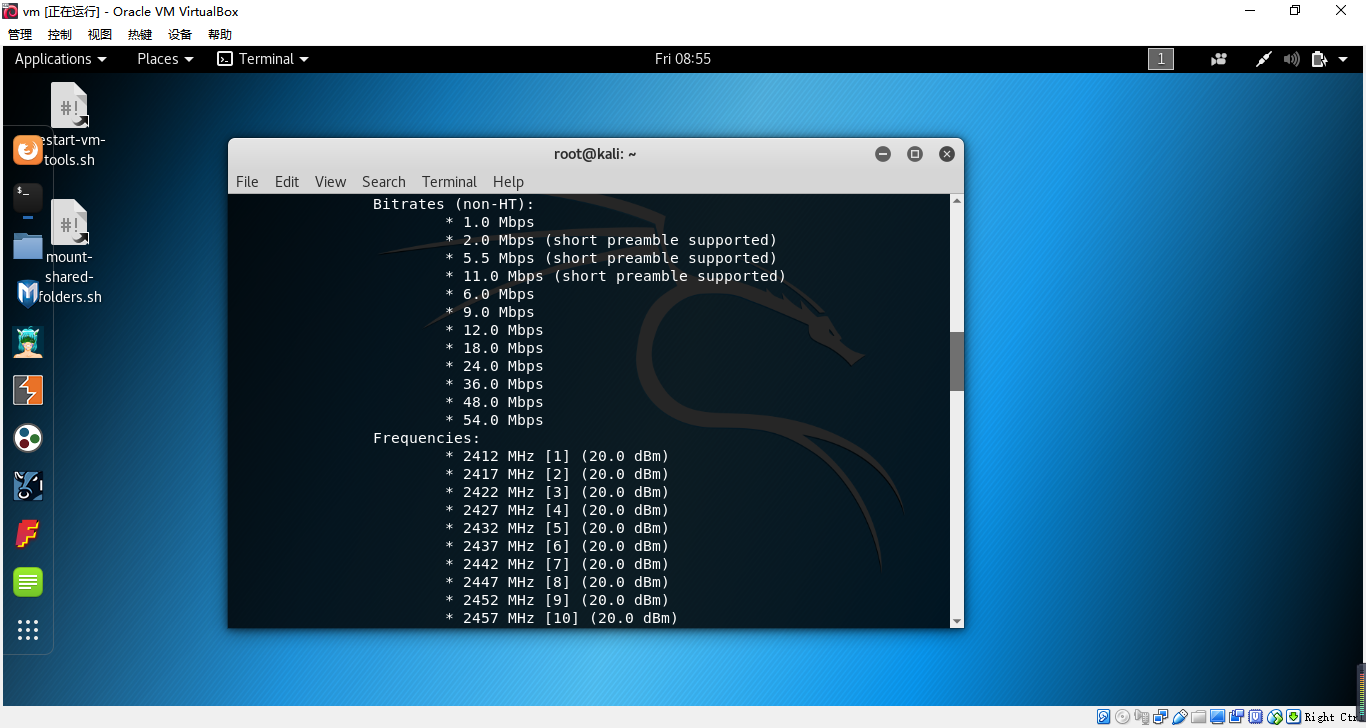 vm [正在运行] - Oracle VM VirtualBox
管理 控制 视图 热键 设备 帮助
Applications Places Terminal Fri 08:55 1
#!
estart-vm-
tools.sh
$_
#!
mount-
shared-
folders.sh
root@kali: ~
File Edit View Search Terminal Help
Bitrates (non-HT):
* 1.0 Mbps
* 2.0 Mbps (short preamble supported)
* 5.5 Mbps (short preamble supported)
* 11.0 Mbps (short preamble supported)
* 6.0 Mbps
* 9.0 Mbps
* 12.0 Mbps
* 18.0 Mbps
* 24.0 Mbps
* 36.0 Mbps
* 48.0 Mbps
* 54.0 Mbps
Frequencies:
* 2412 MHz [1] (20.0 dBm)
* 2417 MHz [2] (20.0 dBm)
* 2422 MHz [3] (20.0 dBm)
* 2427 MHz [4] (20.0 dBm)
* 2432 MHz [5] (20.0 dBm)
* 2437 MHz [6] (20.0 dBm)
* 2442 MHz [7] (20.0 dBm)
* 2447 MHz [8] (20.0 dBm)
* 2452 MHz [9] (20.0 dBm)
* 2457 MHz [10] (20.0 dBm)
Right Ctr